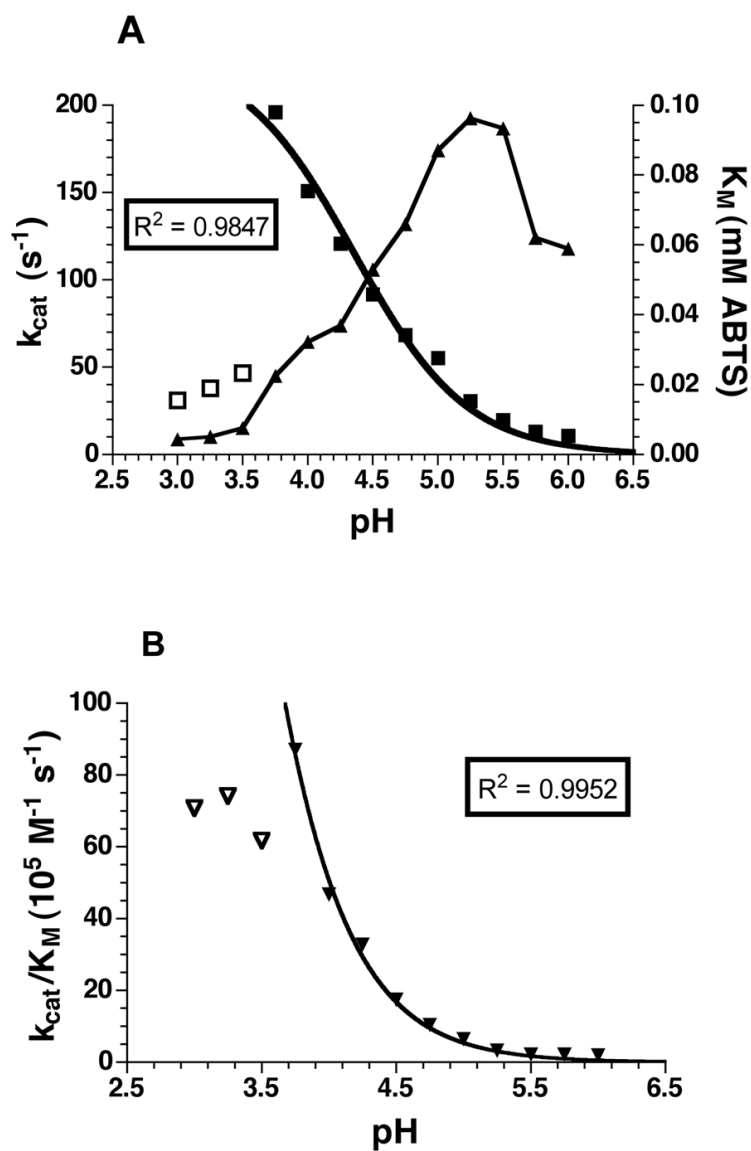 A
200
150
100
50
0
k_cat (s^-1)
R² = 0.9847
0.10
0.08
0.06
0.04
0.02
0.00
K_M (mM ABTS)
2.5 3.0 3.5 4.0 4.5 5.0 5.5 6.0 6.5
pH
B
100
80
60
40
20
0
k_cat/K_M (10^5 M^-1 s^-1)
R² = 0.9952
2.5 3.5 4.5 5.5 6.5
pH